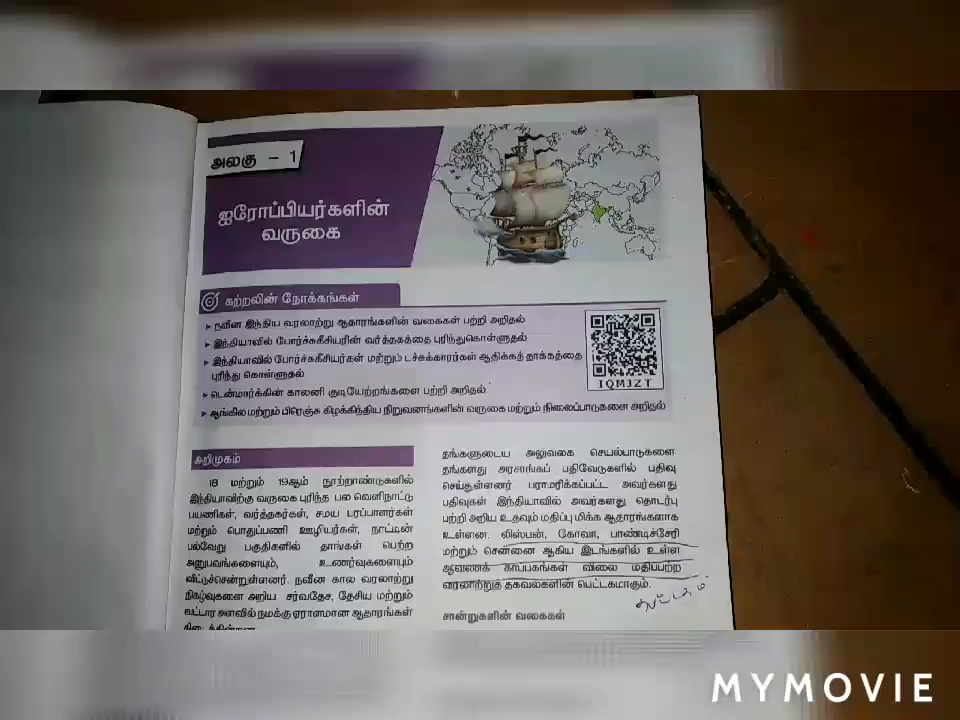 அலகு - 1
ஐரோப்பியர்களின்
வருகை
கற்றலின் நோக்கங்கள்
நவீன இந்திய வரலாற்று ஆதாரங்களின் வகைகள் பற்றி அறிதல்
இந்தியாவில் போர்ச்சுகீசியரின் வர்த்தகத்தை புரிந்துகொள்ளுதல்
இந்தியாவில் போர்ச்சுகீசியர்கள் மற்றும் டச்சுக்காரர்கள் ஆதிக்கத் தாக்கத்தை
புரிந்து கொள்ளுதல்
டென்மார்க்கின் காலனி குடியேற்றங்களை பற்றி அறிதல்
ஆங்கில மற்றும் பிரெஞ்சு கிழக்கிந்திய நிறுவனங்களின் வருகை மற்றும் நிலைப்பாடுகளை அறிதல்
IQMJZT
அறிமுகம்
18 மற்றும் 19ஆம் நூற்றாண்டுகளில்
இந்தியாவிற்கு வருகை புரிந்த பல வெளிநாட்டு
பயணிகள், வர்த்தகர்கள், சமய பரப்பாளர்கள்
மற்றும் பொதுப்பணி ஊழியர்கள், நாட்டின்
பல்வேறு பகுதிகளில் தாங்கள் பெற்ற
அனுபவங்களையும், உணர்வுகளையும்
விட்டுச்சென்றுள்ளனர். நவீன கால வரலாற்று
நிகழ்வுகளை அறிய சர்வதேச, தேசிய மற்றும்
வட்டார அளவில் நமக்கு ஏராளமான ஆதாரங்கள்
தங்களுடைய அலுவலக செயல்பாடுகளை
தங்களது அரசாங்கப் பதிவேடுகளில் பதிவு
செய்துள்ளனர். பராமரிக்கப்பட்ட அவர்களது
பதிவுகள் இந்தியாவில் அவர்களது தொடர்பு
பற்றி அறிய உதவும் மதிப்பு மிக்க ஆதாரங்களாக
உள்ளன. லிஸ்பன், கோவா, பாண்டிச்சேரி
மற்றும் சென்னை ஆகிய இடங்களில் உள்ள
ஆவணக் காப்பகங்கள் விலை மதிப்பற்ற
வரலாற்றுத் தகவல்களின் பெட்டகமாகும்.
சான்றுகளின் வகைகள்
MYMOVIE